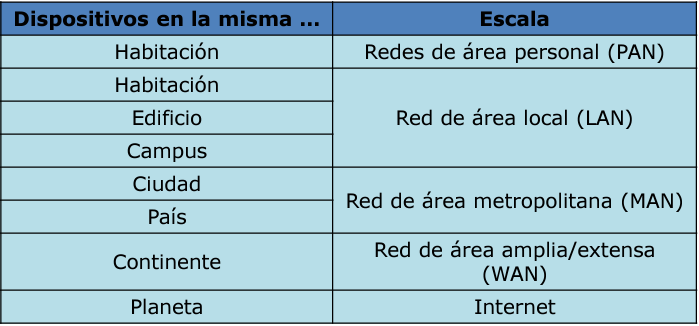 Dispositivos en la misma ... Escala
Habitación Redes de área personal (PAN)
Habitación
Edificio Red de área local (LAN)
Campus
Ciudad
Red de área metropolitana (MAN)
País
Continente Red de área amplia/extensa
(WAN)
Planeta Internet